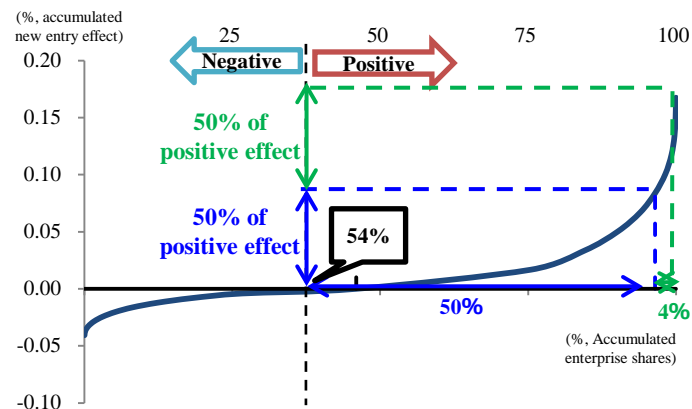 (%, accumulated
new entry effect)
25
50
75
100
0.20
Negative
Positive
0.15
50% of
positive effect
0.10
50% of
positive effect
0.05
54%
0.00
50%
4%
-0.05
(%, Accumulated
enterprise shares)
-0.10